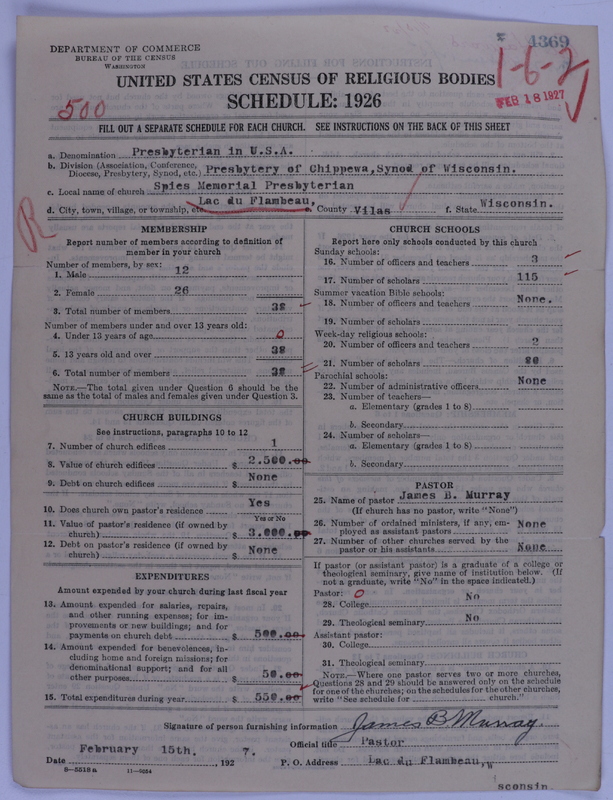 DEPARTMENT OF COMMERCE
BUREAU OF THE CENSUS
WASHINGTON
4369
1-6-2
FEB 18 1927
UNITED STATES CENSUS OF RELIGIOUS BODIES
SCHEDULE: 1926
500
FILL OUT A SEPARATE SCHEDULE FOR EACH CHURCH. SEE INSTRUCTIONS ON THE BACK OF THIS SHEET
a. Denomination Presbyterian in U.S.A.
b. Division (Association, Conference, Diocese, Presbytery, Synod, etc.) Presbytery of Chippewa, Synod of Wisconsin.
c. Local name of church Spies Memorial Presbyterian
d. City, town, village, or township, etc. Lac du Flambeau, e. County Vilas f. State Wisconsin.
R
MEMBERSHIP
Report number of members according to definition of
member in your church
Number of members, by sex:
1. Male 12
2. Female 26
3. Total number of members 38
Number of members under and over 13 years old:
4. Under 13 years of age 0
5. 13 years old and over 38
6. Total number of members 38
NOTE.—The total given under Question 6 should be the
same as the total of males and females given under Question 3.
CHURCH BUILDINGS
See instructions, paragraphs 10 to 12
7. Number of church edifices 1
8. Value of church edifices $ 2.500.00
9. Debt on church edifices $ None
10. Does church own pastor's residence? Yes
Yes or No
11. Value of pastor's residence (if owned by
church) $ 3.000.00
12. Debt on pastor's residence (if owned by
church) $ None
EXPENDITURES
Amount expended by your church during last fiscal year
13. Amount expended for salaries, repairs,
and other running expenses; for im-
provements or new buildings; and for
payments on church debt $ 500.00
14. Amount expended for benevolences, in-
cluding home and foreign missions; for
denominational support; and for all
other purposes $ 50.00
15. Total expenditures during year $ 550.00
CHURCH SCHOOLS
Report here only schools conducted by this church
Sunday schools:
16. Number of officers and teachers 3
17. Number of scholars 115
Summer vacation Bible schools:
18. Number of officers and teachers None.
19. Number of scholars
Week-day religious schools:
20. Number of officers and teachers 2
21. Number of scholars
Parochial schools:
22. Number of administrative officers None
23. Number of teachers—
a. Elementary (grades 1 to 8)
b. Secondary
24. Number of scholars—
a. Elementary (grades 1 to 8)
b. Secondary
PASTOR
25. Name of pastor James B. Murray
(If church has no pastor, write "None")
26. Number of ordained ministers, if any, em-
ployed as assistant pastors None
27. Number of other churches served by the
pastor or his assistants None
If pastor (or assistant pastor) is a graduate of a college or
theological seminary, give name of institution below. (If
not a graduate, write "No" in the space indicated.)
Pastor: 0
28. College No
29. Theological seminary No
Assistant pastor:
30. College
31. Theological seminary
NOTE.—Where one pastor serves two or more churches,
Questions 28 and 29 should be answered only on the schedule
for one of the churches; on the schedules for the other churches,
write "See schedule for church."
Signature of person furnishing information James B. Murray.
Official title Pastor
Date February 15th, 1927.
P. O. Address Lac du Flambeau, W
sconsin.
8-5518a 11-5254